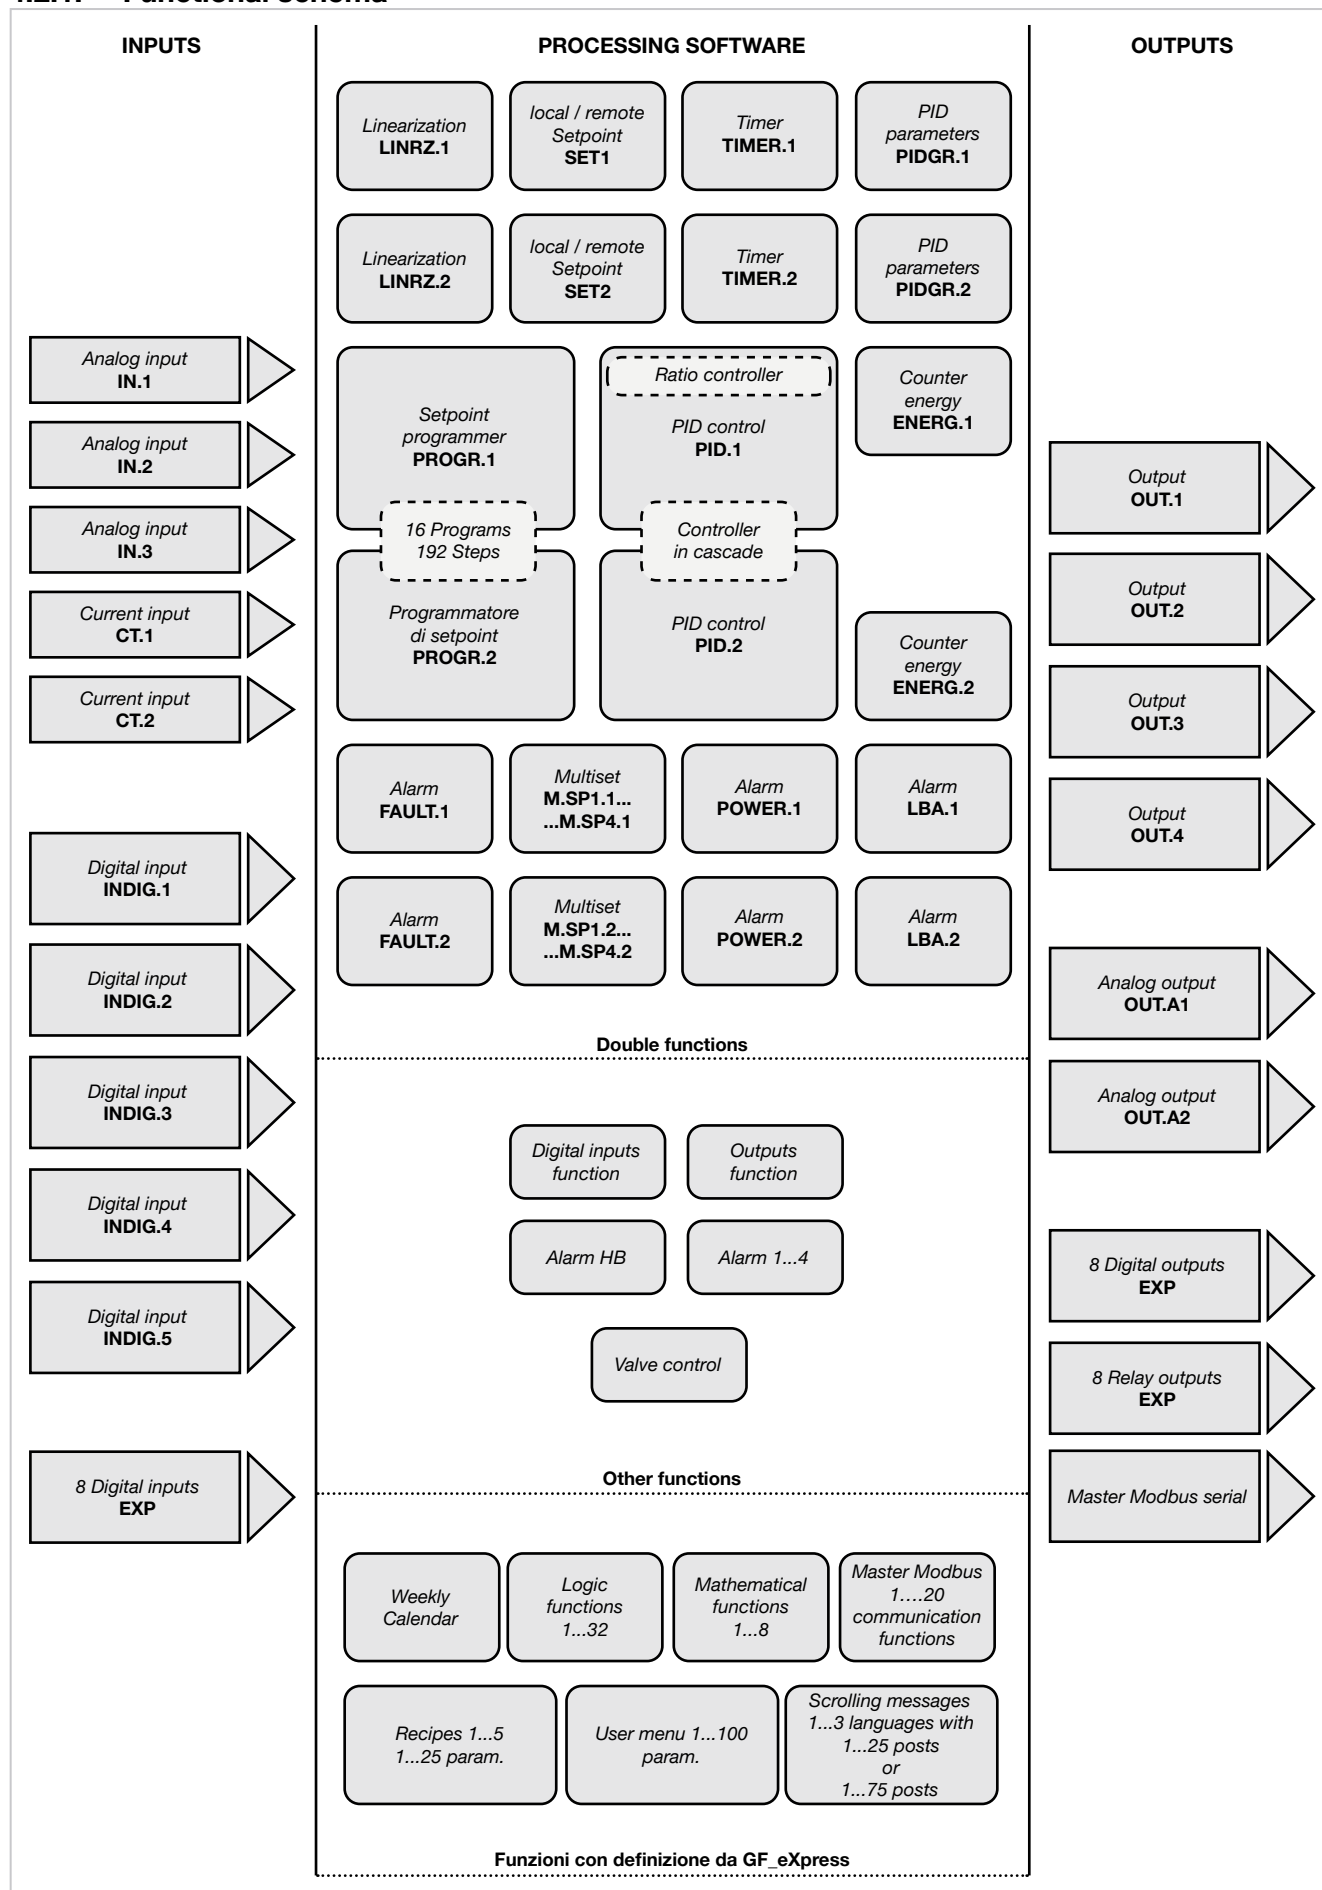 INPUTS
PROCESSING SOFTWARE
OUTPUTS
Linearization
LINRZ.1
local / remote
Setpoint
SET1
Timer
TIMER.1
PID
parameters
PIDGR.1
Linearization
LINRZ.2
local / remote
Setpoint
SET2
Timer
TIMER.2
PID
parameters
PIDGR.2
Analog input
IN.1
Analog input
IN.2
Analog input
IN.3
Current input
CT.1
Current input
CT.2
Setpoint
programmer
PROGR.1
16 Programs
192 Steps
Programmatore
di setpoint
PROGR.2
Ratio controller
PID control
PID.1
Controller
in cascade
PID control
PID.2
Counter
energy
ENERG.1
Counter
energy
ENERG.2
Output
OUT.1
Output
OUT.2
Output
OUT.3
Output
OUT.4
Alarm
FAULT.1
Multiset
M.SP1.1...
...M.SP4.1
Alarm
POWER.1
Alarm
LBA.1
Alarm
FAULT.2
Multiset
M.SP1.2...
...M.SP4.2
Alarm
POWER.2
Alarm
LBA.2
Digital input
INDIG.1
Digital input
INDIG.2
Digital input
INDIG.3
Digital input
INDIG.4
Digital input
INDIG.5
8 Digital inputs
EXP
Double functions
Digital inputs
function
Outputs
function
Alarm HB
Alarm 1...4
Valve control
Other functions
Analog output
OUT.A1
Analog output
OUT.A2
8 Digital outputs
EXP
8 Relay outputs
EXP
Master Modbus serial
Weekly
Calendar
Logic
functions
1...32
Mathematical
functions
1...8
Master Modbus
1....20
communication
functions
Recipes 1...5
1...25 param.
User menu 1...100
param.
Scrolling messages
1...3 languages with
1...25 posts
or
1...75 posts
Funzioni con definizione da GF_eXpress